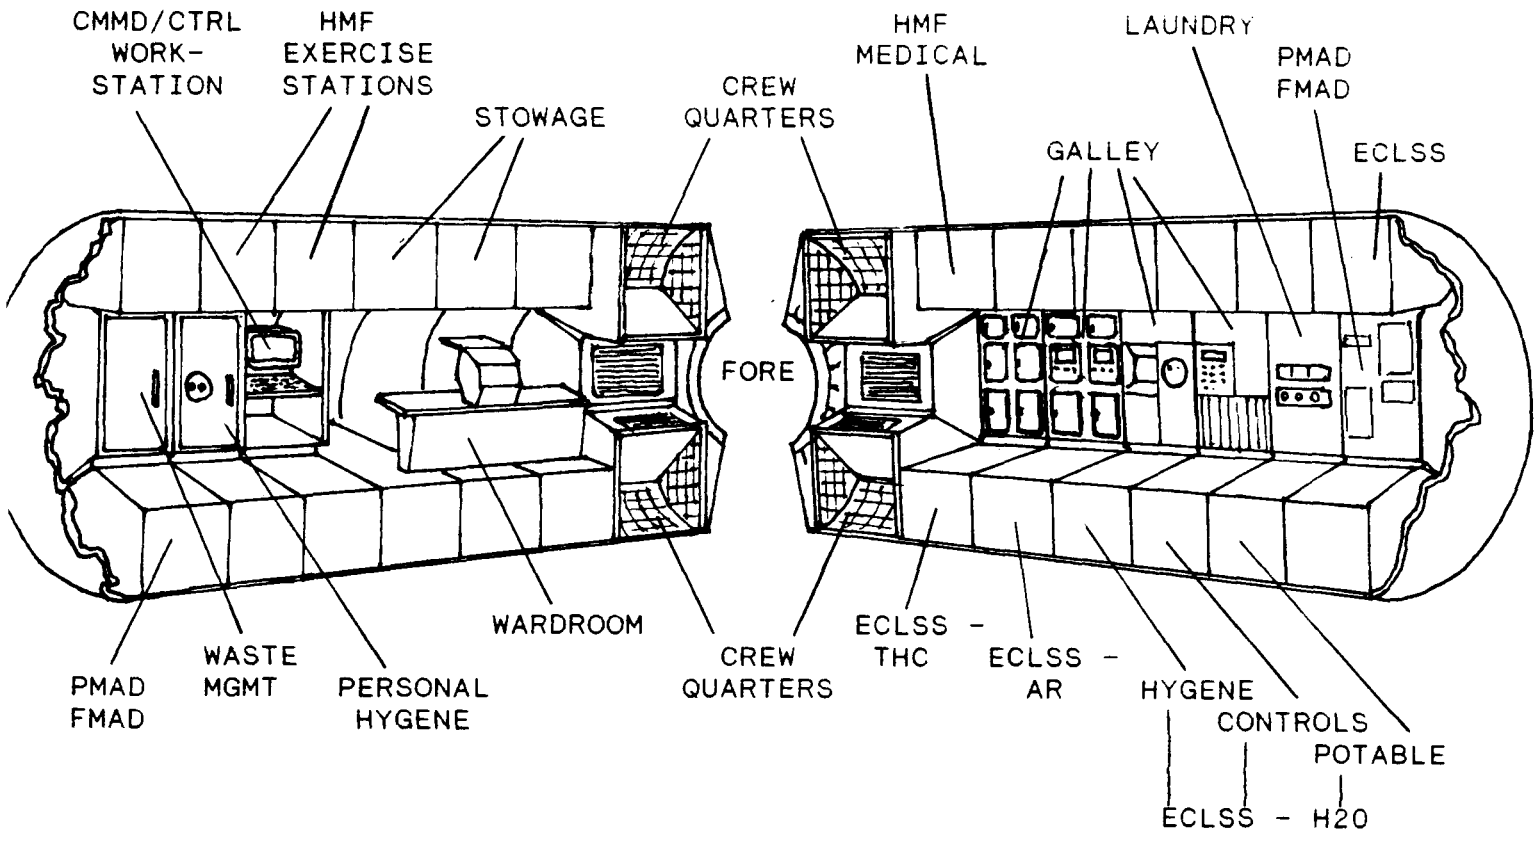 CMMD/CTRL
WORK-
STATION
HMF
EXERCISE
STATIONS
STOWAGE
CREW
QUARTERS
HMF
MEDICAL
LAUNDRY
PMAD
FMAD
GALLEY
ECLSS
FORE
WARDROOM
WASTE
MGMT
PMAD
FMAD
PERSONAL
HYGENE
CREW
QUARTERS
ECLSS -
THC
ECLSS -
AR
HYGENE
CONTROLS
POTABLE
ECLSS - H2O